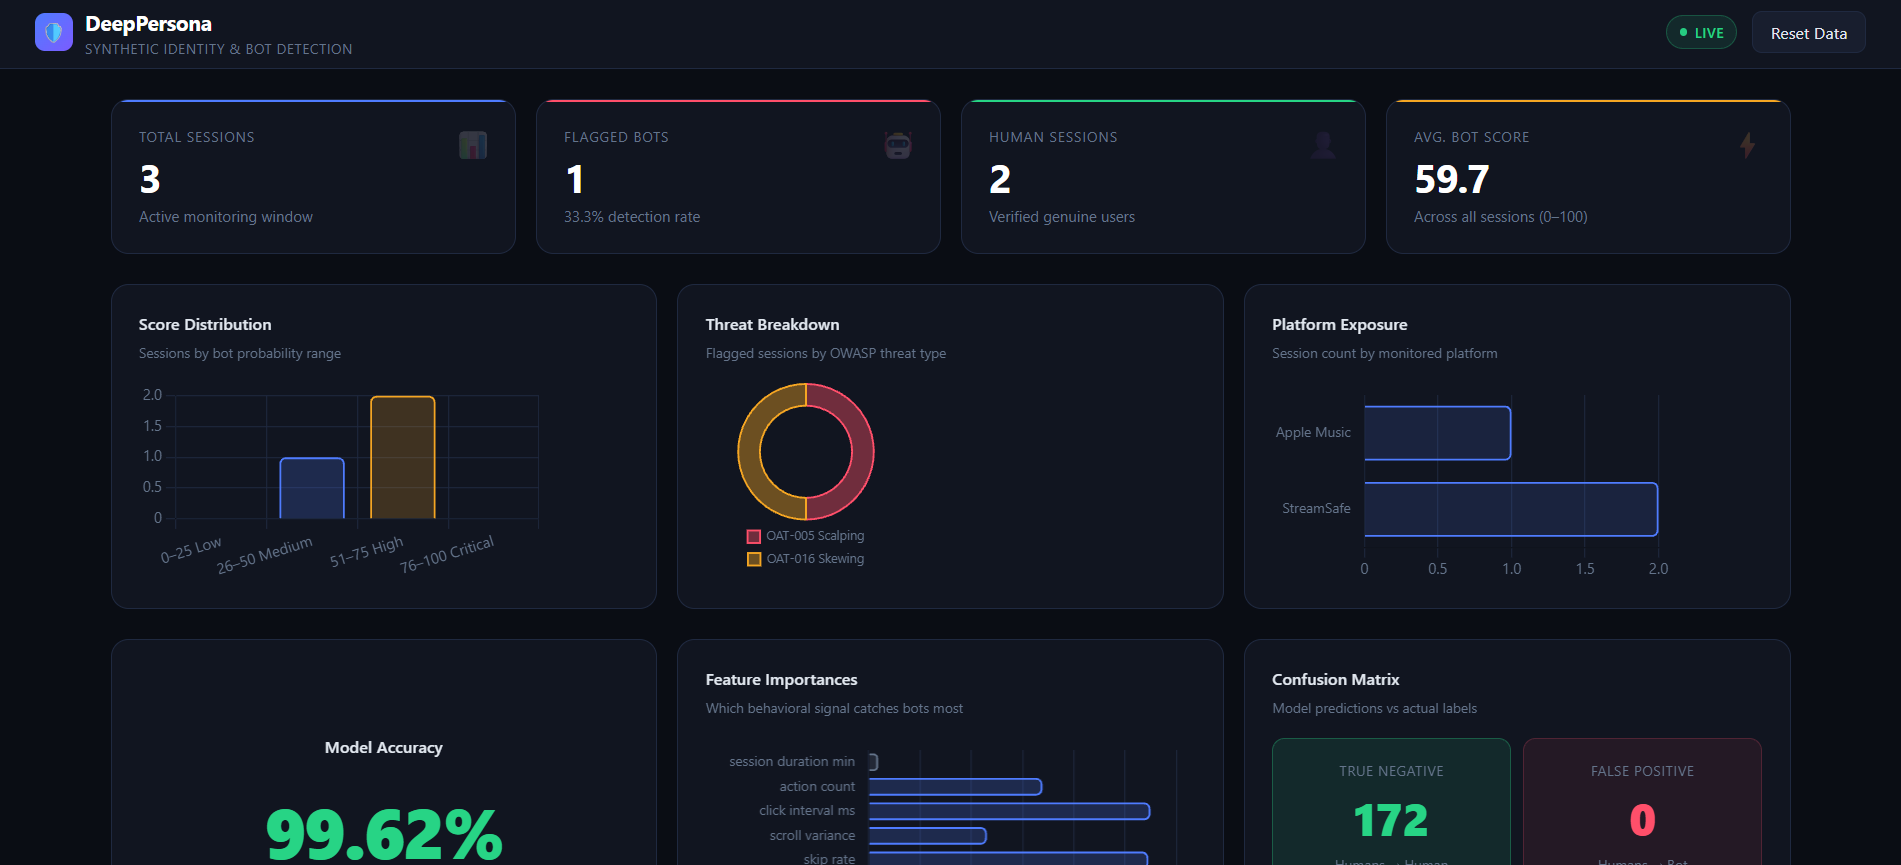 DeepPersona
SYNTHETIC IDENTITY & BOT DETECTION
LIVE
Reset Data
TOTAL SESSIONS
3
Active monitoring window
FLAGGED BOTS
1
33.3% detection rate
HUMAN SESSIONS
2
Verified genuine users
AVG. BOT SCORE
59.7
Across all sessions (0–100)
Score Distribution
Sessions by bot probability range
2.0
1.5
1.0
0.5
0
0–25 Low
26–50 Medium
51–75 High
76–100 Critical
Threat Breakdown
Flagged sessions by OWASP threat type
OAT-005 Scalping
OAT-016 Skewing
Platform Exposure
Session count by monitored platform
Apple Music
StreamSafe
0 0.5 1.0 1.5 2.0
Model Accuracy
99.62%
Feature Importances
Which behavioral signal catches bots most
session duration min
action count
click interval ms
scroll variance
skip rate
Confusion Matrix
Model predictions vs actual labels
TRUE NEGATIVE
172
FALSE POSITIVE
0